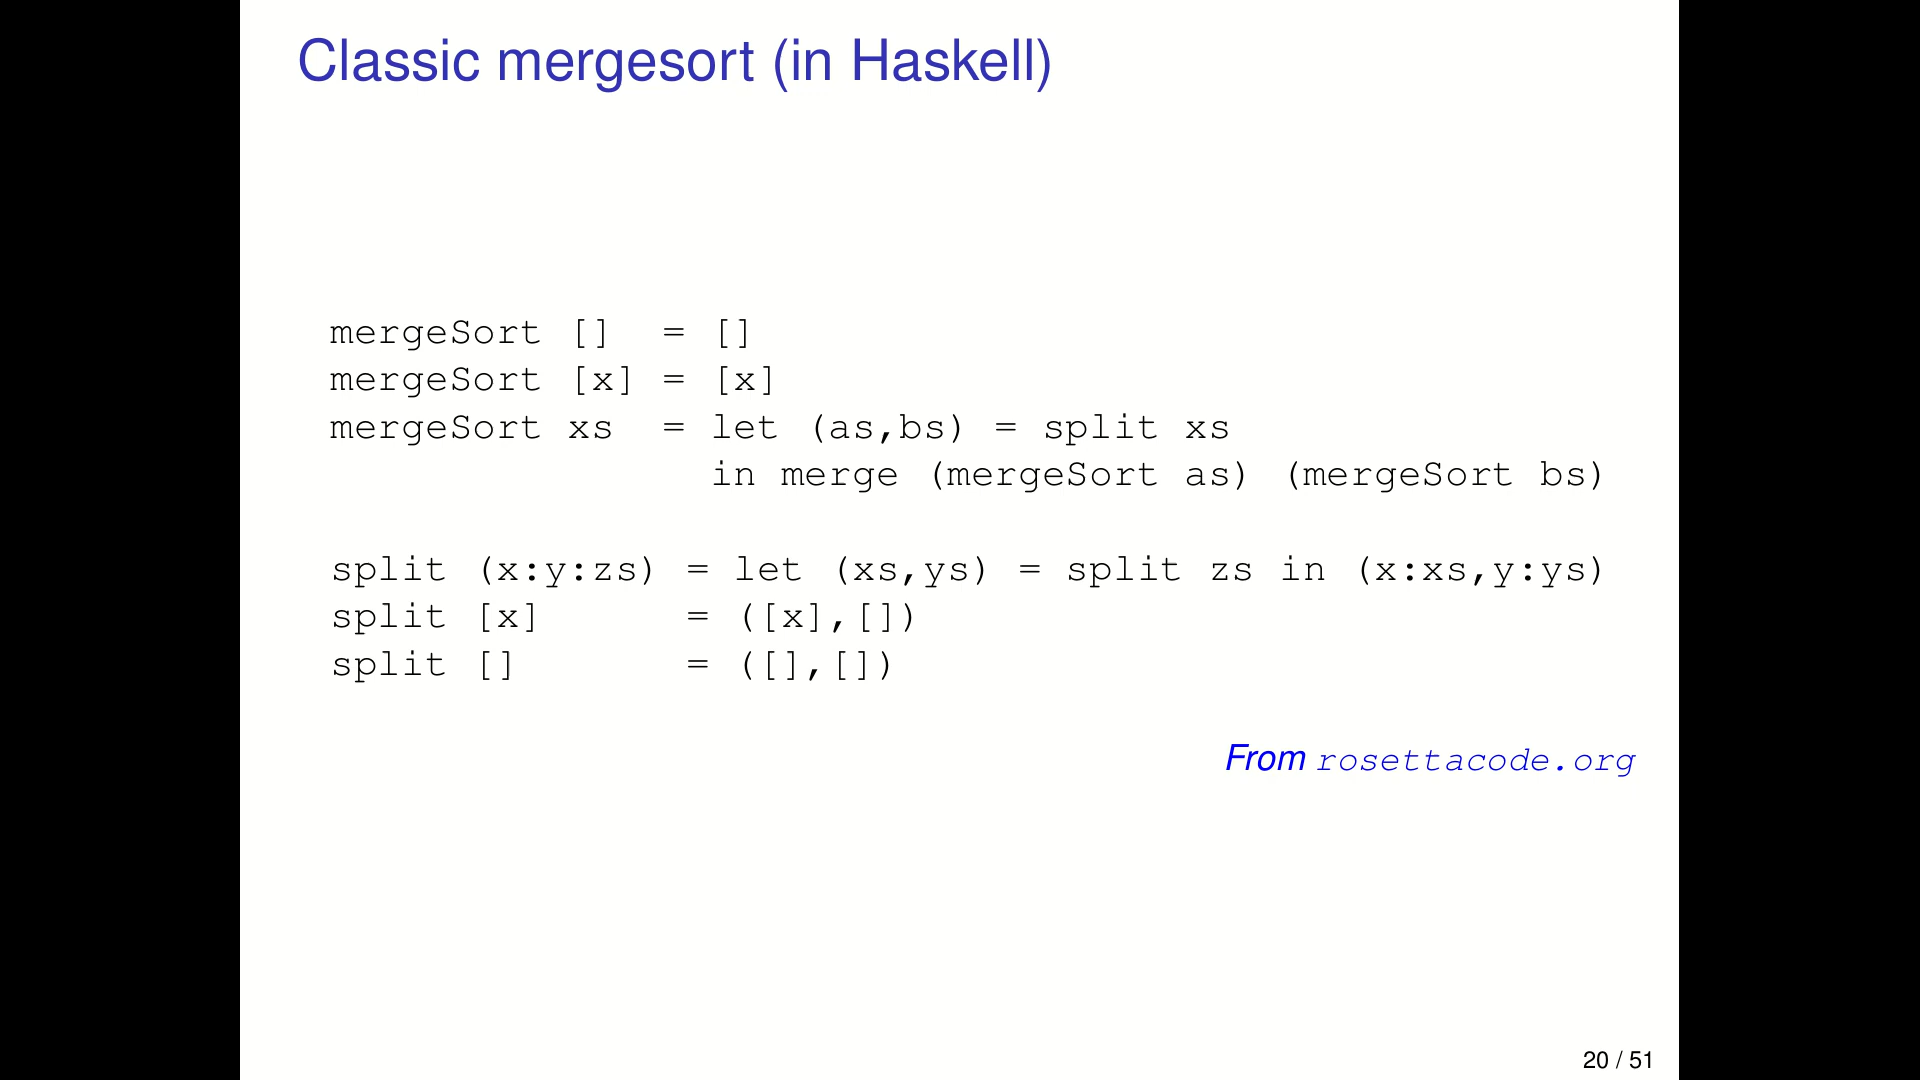 Classic mergesort (in Haskell)
mergeSort []  = []
mergeSort [x] = [x]
mergeSort xs  = let (as,bs) = split xs
                in merge (mergeSort as) (mergeSort bs)
split (x:y:zs) = let (xs,ys) = split zs in (x:xs,y:ys)
split [x]      = ([x],[])
split []       = ([],[])
From rosettacode.org
20 / 51